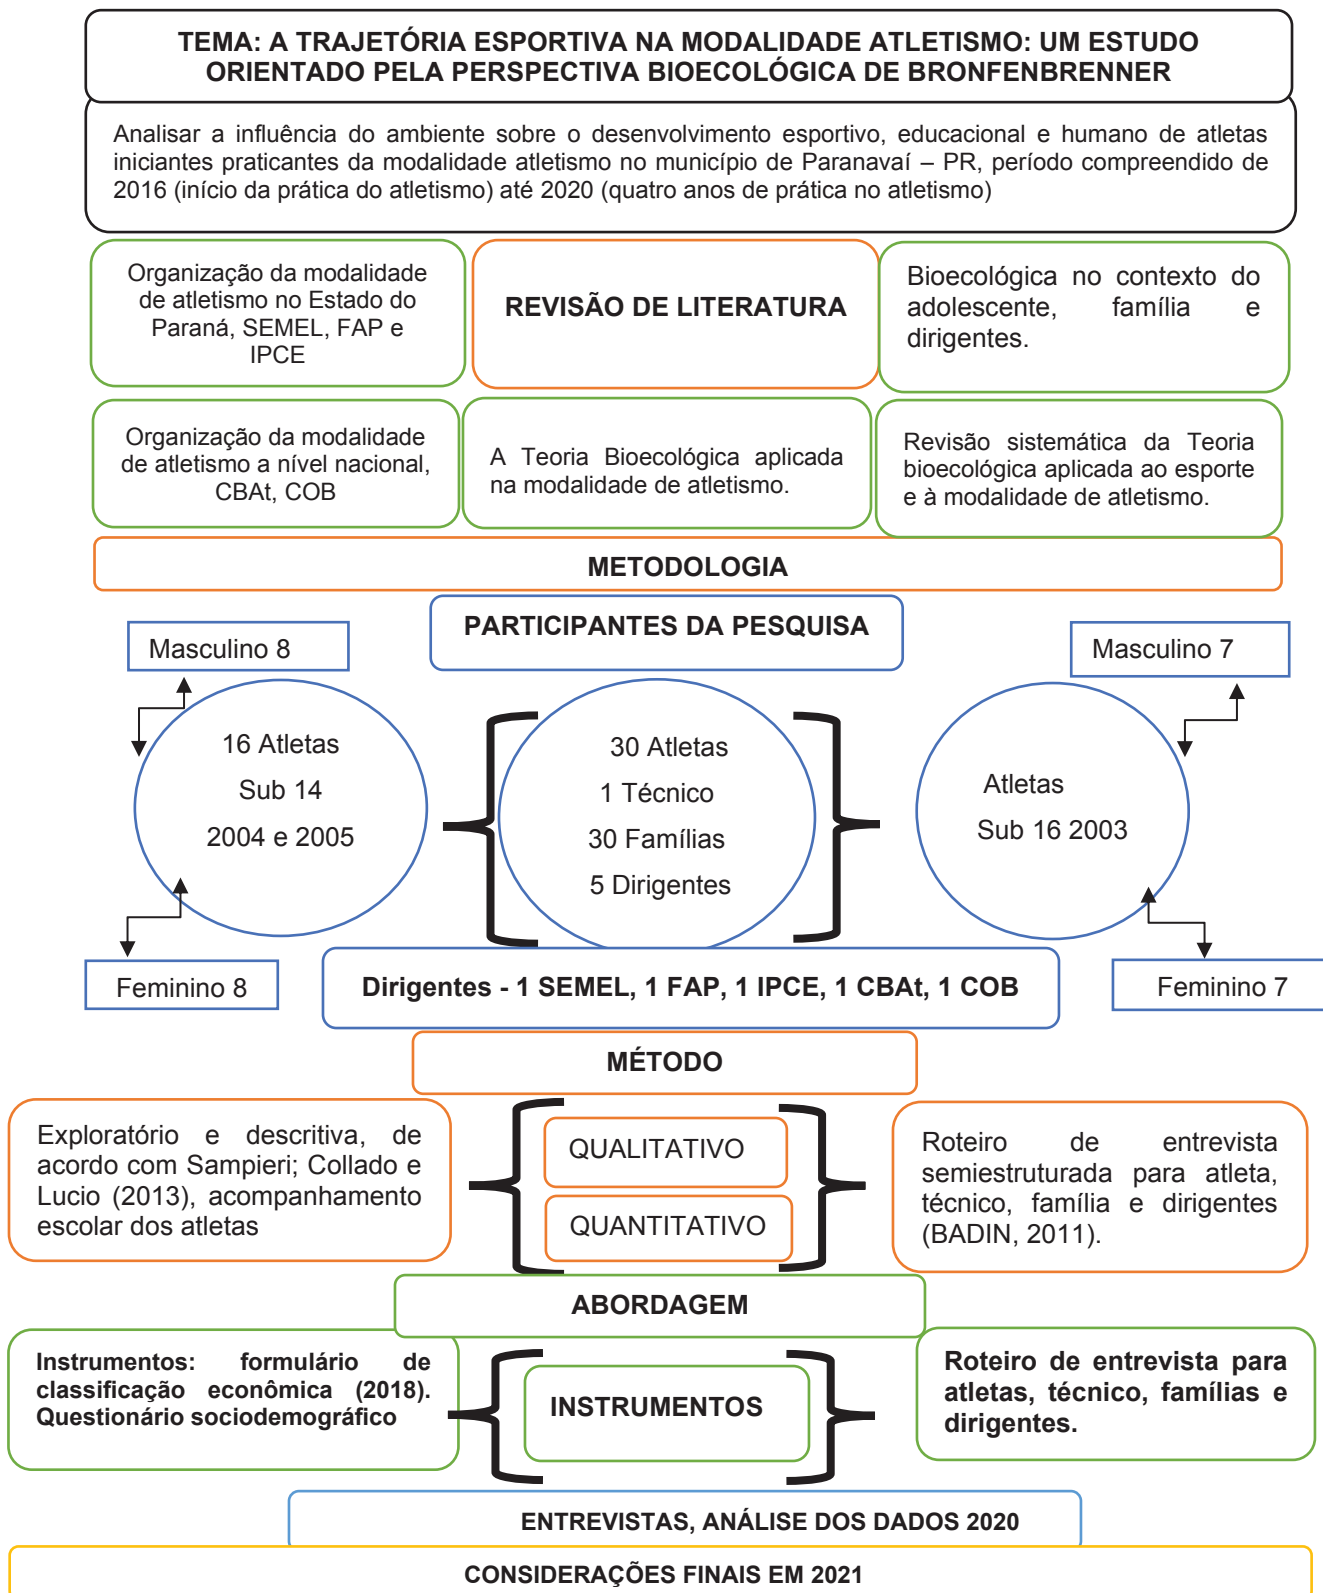 TEMA: A TRAJETÓRIA ESPORTIVA NA MODALIDADE ATLETISMO: UM ESTUDO
ORIENTADO PELA PERSPECTIVA BIOECOLÓGICA DE BRONFENBRENNER
Analisar a influência do ambiente sobre o desenvolvimento esportivo, educacional e humano de atletas
iniciantes praticantes da modalidade atletismo no município de Paranavaí – PR, período compreendido de
2016 (início da prática do atletismo) até 2020 (quatro anos de prática no atletismo)
Organização da modalidade
de atletismo no Estado do
Paraná, SEMEL, FAP e
IPCE
REVISÃO DE LITERATURA
Bioecológica no contexto do
adolescente, família e
dirigentes.
Organização da modalidade
de atletismo a nível nacional,
CBAt, COB
A Teoria Bioecológica aplicada
na modalidade de atletismo.
Revisão sistemática da Teoria
bioecológica aplicada ao esporte
e à modalidade de atletismo.
METODOLOGIA
PARTICIPANTES DA PESQUISA
Masculino 8
Masculino 7
16 Atletas
Sub 14
2004 e 2005
30 Atletas
1 Técnico
30 Famílias
5 Dirigentes
Atletas
Sub 16 2003
Feminino 8
Dirigentes - 1 SEMEL, 1 FAP, 1 IPCE, 1 CBAt, 1 COB
Feminino 7
MÉTODO
Exploratório e descritiva, de
acordo com Sampieri; Collado e
Lucio (2013), acompanhamento
escolar dos atletas
QUALITATIVO
QUANTITATIVO
Roteiro de entrevista
semiestruturada para atleta,
técnico, família e dirigentes
(BADIN, 2011).
ABORDAGEM
Instrumentos: formulário de
classificação econômica (2018).
Questionário sociodemográfico
INSTRUMENTOS
Roteiro de entrevista para
atletas, técnico, famílias e
dirigentes.
ENTREVISTAS, ANÁLISE DOS DADOS 2020
CONSIDERAÇÕES FINAIS EM 2021